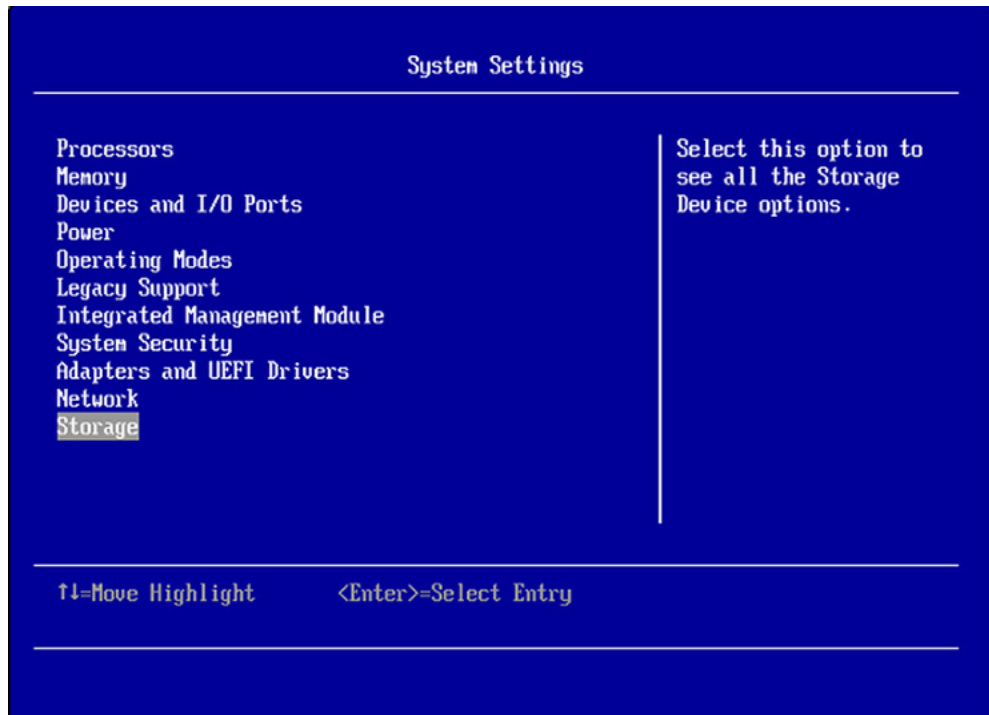 System Settings
Processors
Memory
Devices and I/O Ports
Power
Operating Modes
Legacy Support
Integrated Management Module
System Security
Adapters and UEFI Drivers
Network
Storage
Select this option to
see all the Storage
Device options.
↑↓=Move Highlight <Enter>=Select Entry